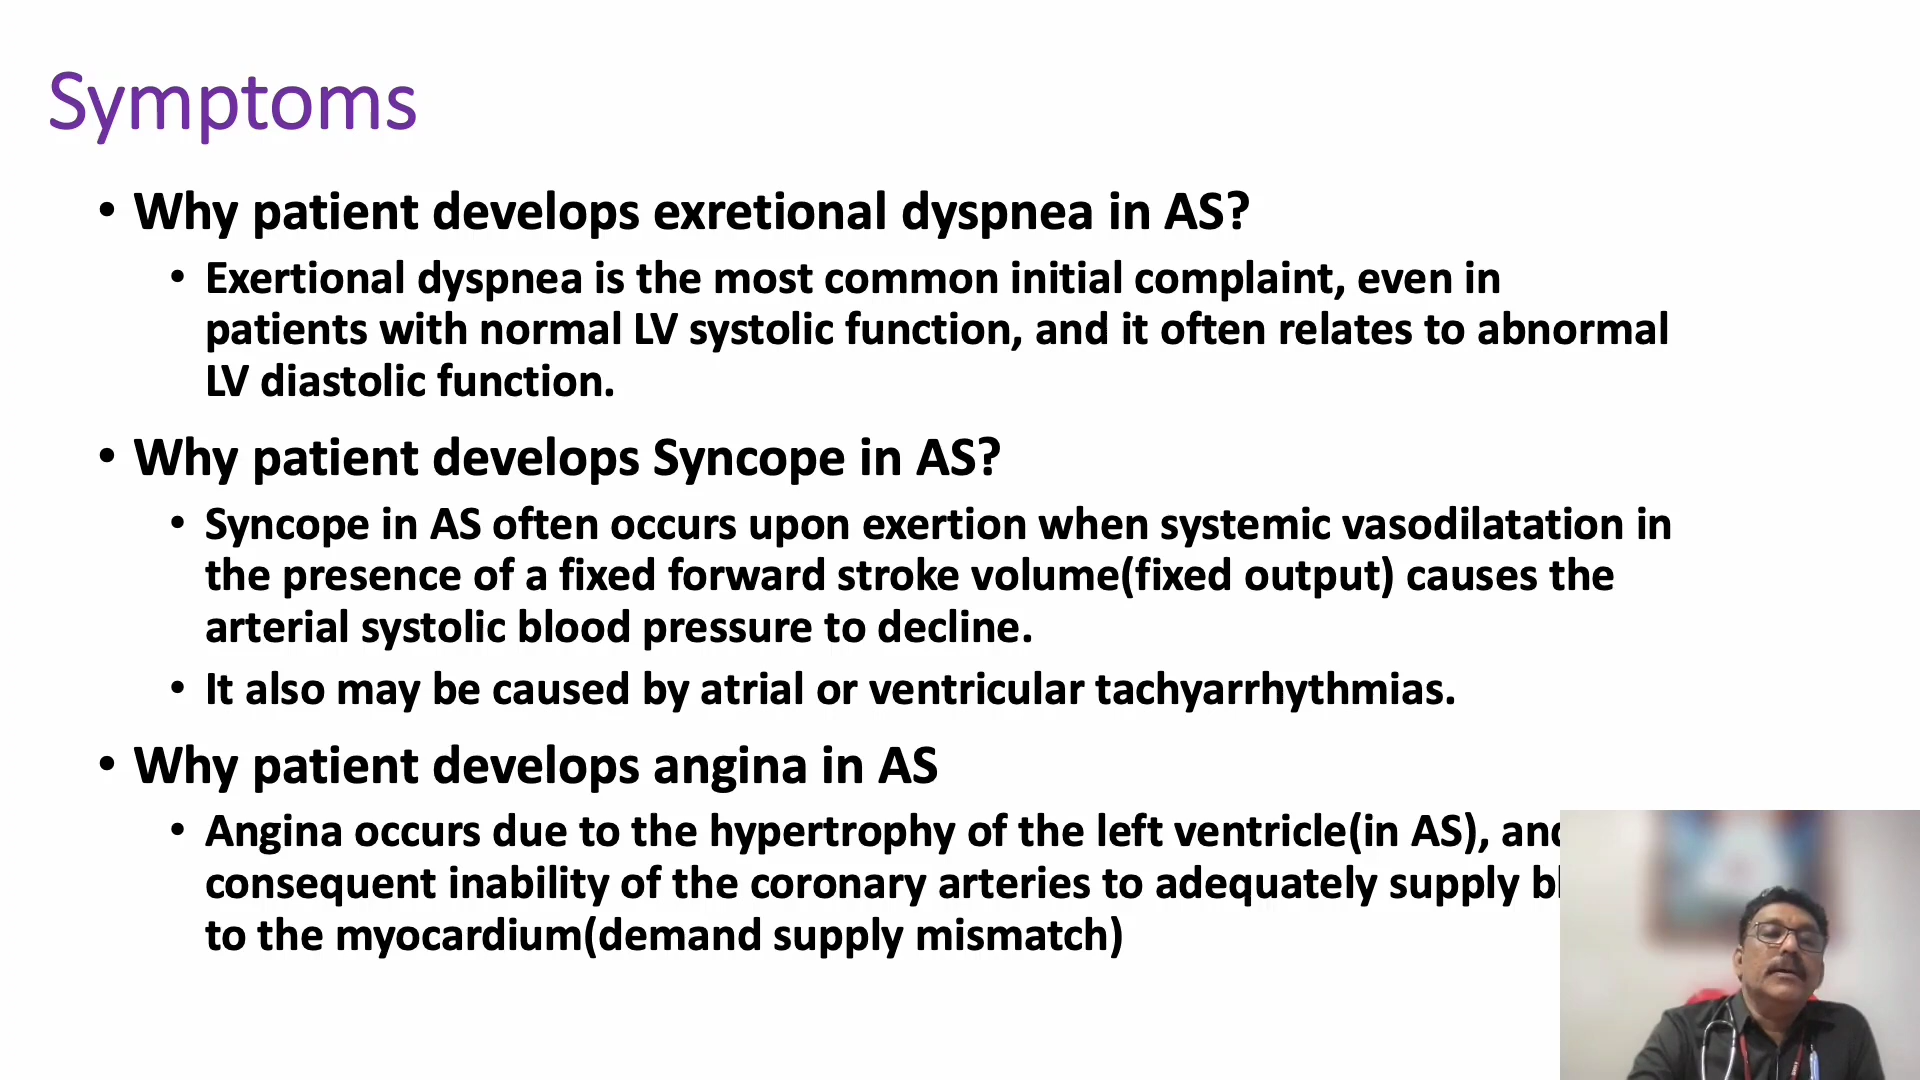 Symptoms
• Why patient develops exretional dyspnea in AS?
• Exertional dyspnea is the most common initial complaint, even in
patients with normal LV systolic function, and it often relates to abnormal
LV diastolic function.
• Why patient develops Syncope in AS?
• Syncope in AS often occurs upon exertion when systemic vasodilatation in
the presence of a fixed forward stroke volume(fixed output) causes the
arterial systolic blood pressure to decline.
• It also may be caused by atrial or ventricular tachyarrhythmias.
• Why patient develops angina in AS
• Angina occurs due to the hypertrophy of the left ventricle(in AS),
consequent inability of the coronary arteries to adequately supply
to the myocardium(demand supply mismatch)